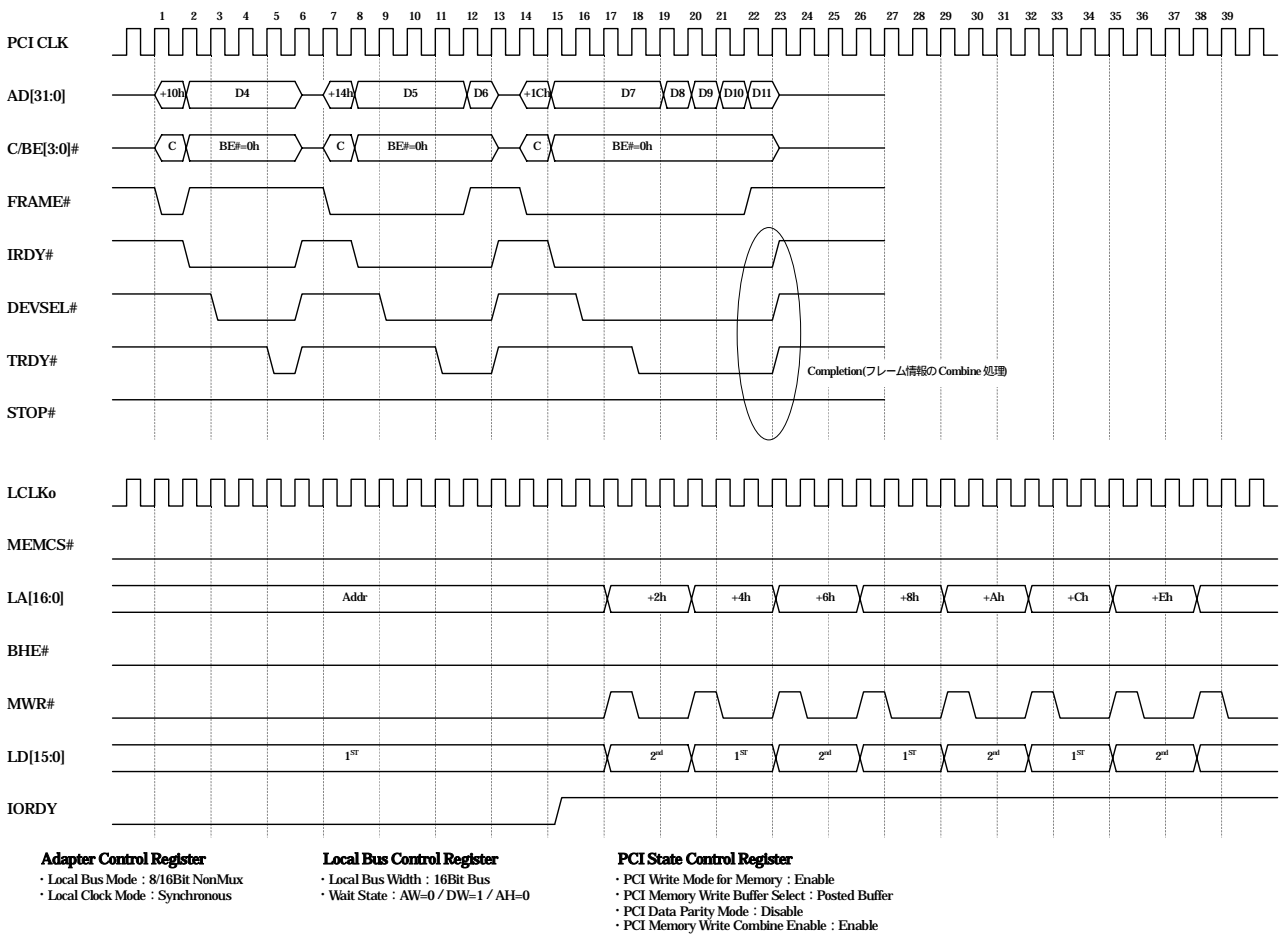 1 2 3 4 5 6 7 8 9 10 11 12 13 14 15 16 17 18 19 20 21 22 23 24 25 26 27 28 29 30 31 32 33 34 35 36 37 38 39
PCI CLK
AD[31:0] +10h D4 +14h D5 D6 +1Ch D7 D8 D9 D10 D11
C/BE[3:0]# C BE#=0h C BE#=0h C BE#=0h
FRAME#
IRDY#
DEVSEL#
TRDY#
Completion(フレーム情報の Combine 処理)
STOP#
LCLKo
MEMCS#
LA[16:0] Addr +2h +4h +6h +8h +Ah +Ch +Eh
BHE#
MWR#
LD[15:0] 1ST 2nd 1ST 2nd 1ST 2nd 1ST 2nd
IORDY
Adapter Control Register
・Local Bus Mode：8/16Bit NonMux
・Local Clock Mode：Synchronous
Local Bus Control Register
・Local Bus Width：16Bit Bus
・Wait State：AW=0 / DW=1 / AH=0
PCI State Control Register
・PCI Write Mode for Memory：Enable
・PCI Memory Write Buffer Select：Posted Buffer
・PCI Data Parity Mode：Disable
・PCI Memory Write Combine Enable：Enable